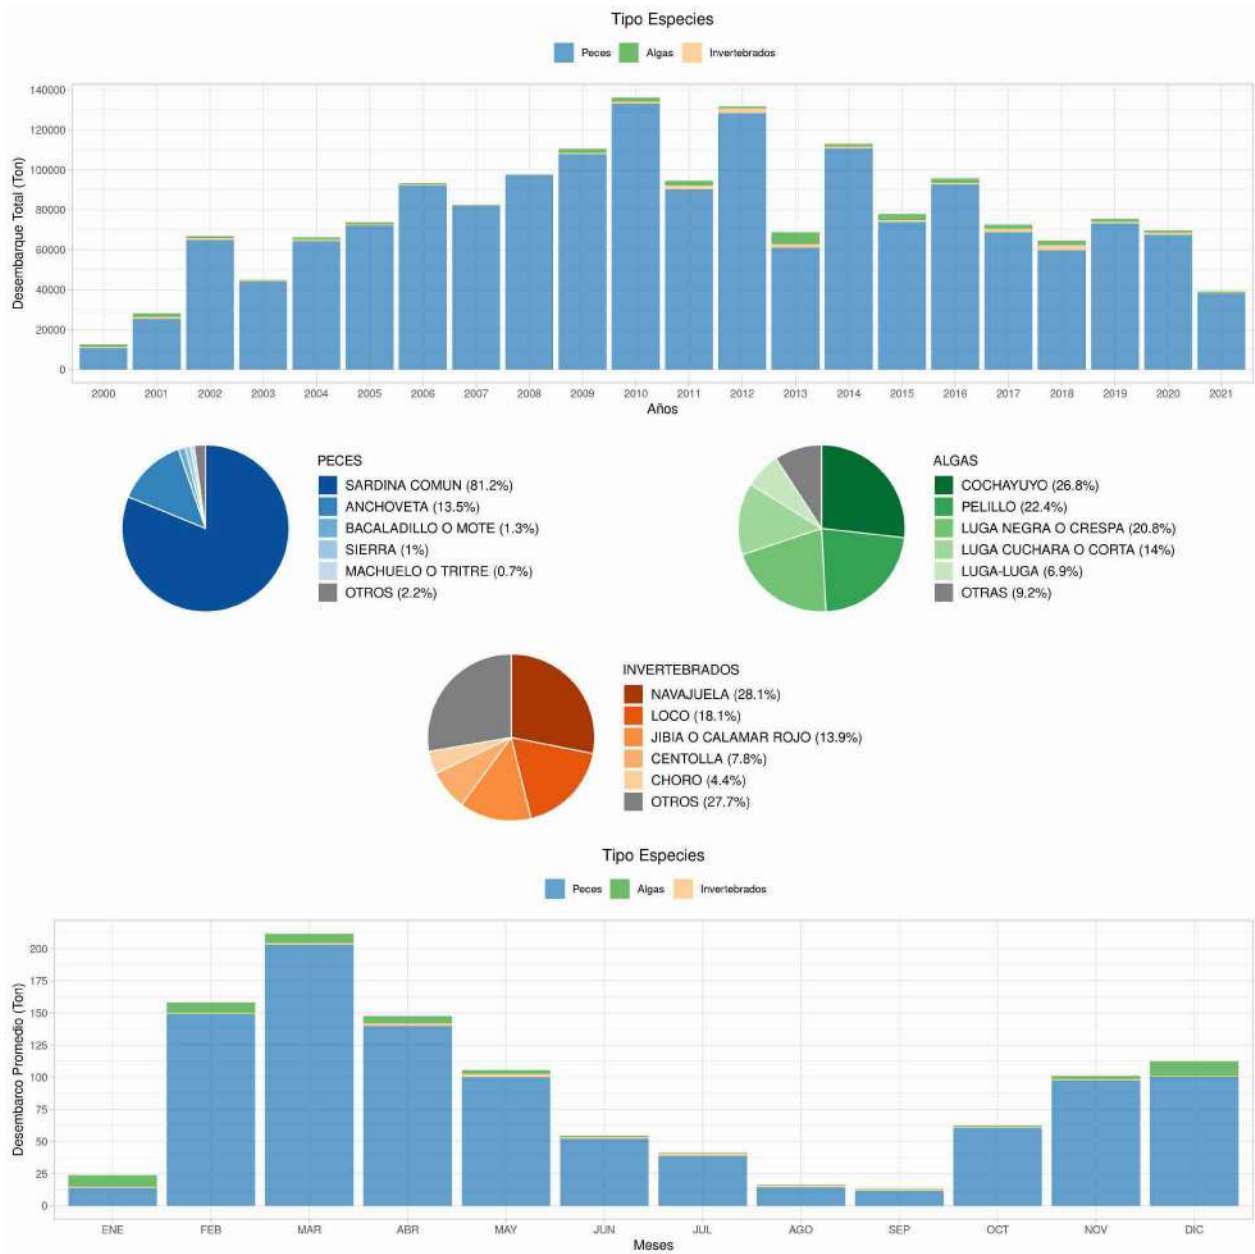 Tipo Especies
Peces Algas Invertebrados
Desembarque Total (Ton)
140000
120000
100000
80000
60000
40000
20000
0
2000 2001 2002 2003 2004 2005 2006 2007 2008 2009 2010 2011 2012 2013 2014 2015 2016 2017 2018 2019 2020 2021
Años
PECES
SARDINA COMUN (81.2%)
ANCHOVETA (13.5%)
BACALADILLO O MOTE (1.3%)
SIERRA (1%)
MACHUELO O TRITRE (0.7%)
OTROS (2.2%)
ALGAS
COCHAYUYO (26.8%)
PELILLO (22.4%)
LUGA NEGRA O CRESPA (20.8%)
LUGA CUCHARA O CORTA (14%)
LUGA-LUGA (6.9%)
OTRAS (9.2%)
INVERTEBRADOS
NAVAJUELA (28.1%)
LOCO (18.1%)
JIBIA O CALAMAR ROJO (13.9%)
CENTOLLA (7.8%)
CHORO (4.4%)
OTROS (27.7%)
Tipo Especies
Peces Algas Invertebrados
Desembarco Promedio (Ton)
200
175
150
125
100
75
50
25
0
ENE FEB MAR ABR MAY JUN JUL AGO SEP OCT NOV DIC
Meses